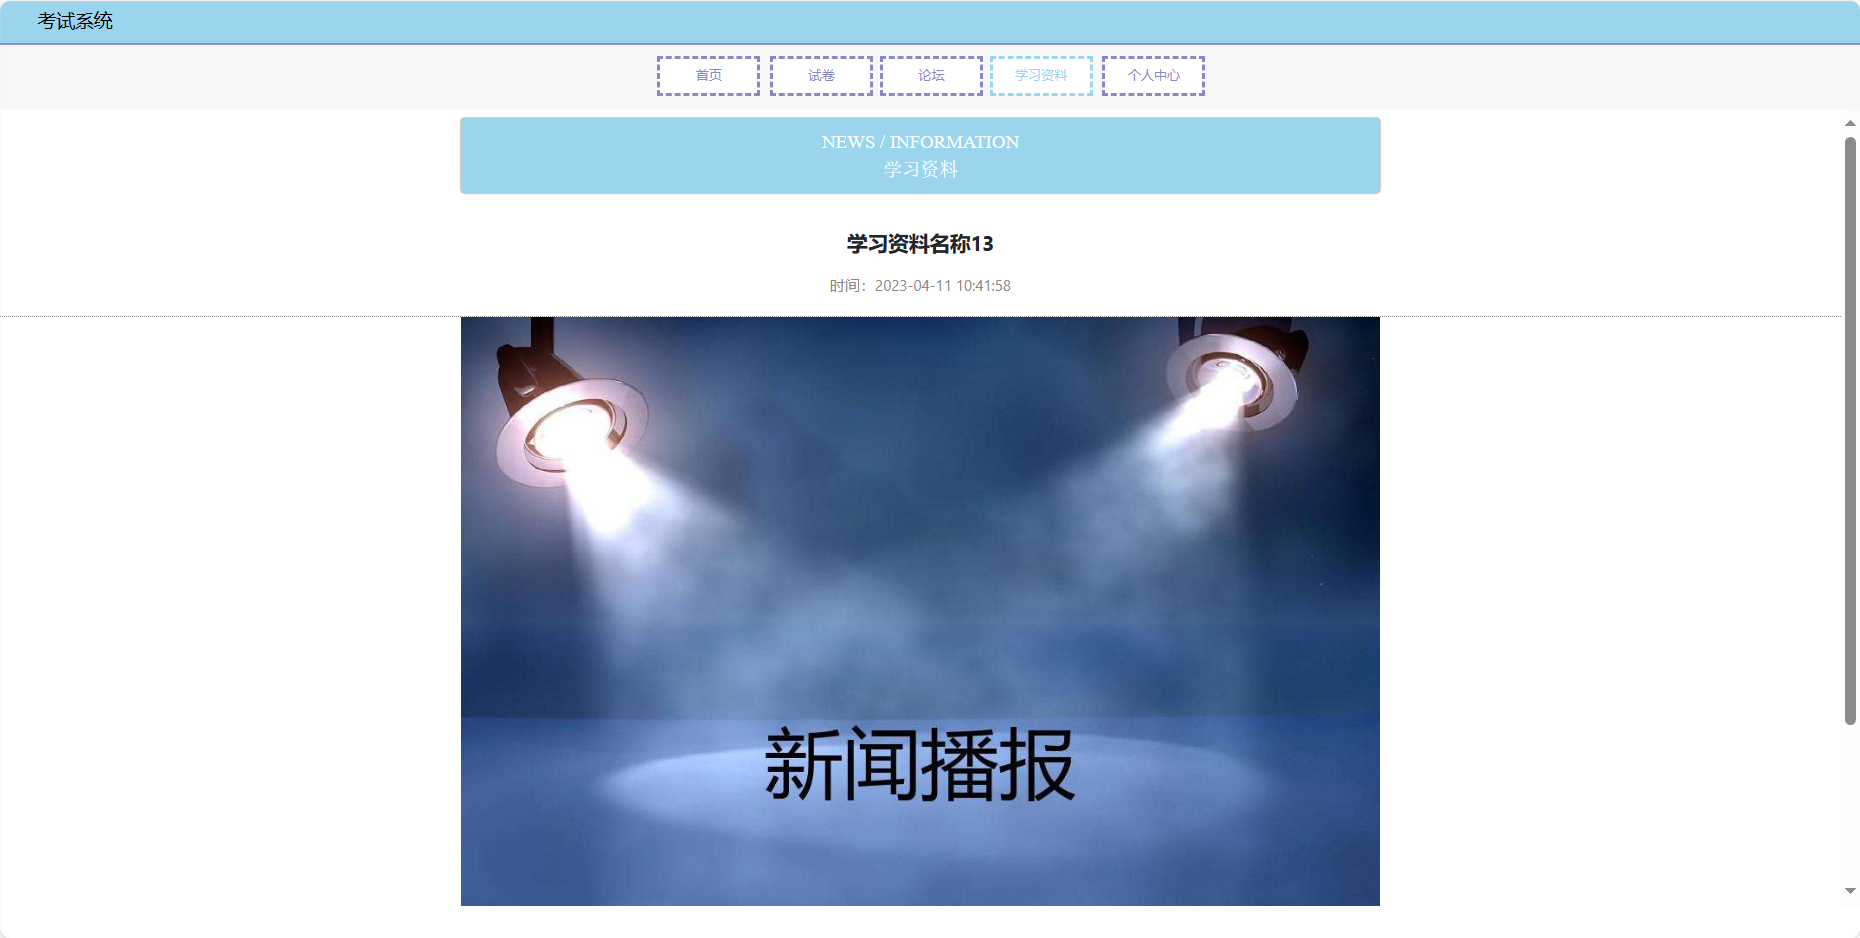 考试系统
首页
试卷
论坛
学习资料
个人中心
NEWS / INFORMATION
学习资料
学习资料名称13
时间：2023-04-11 10:41:58
新闻播报